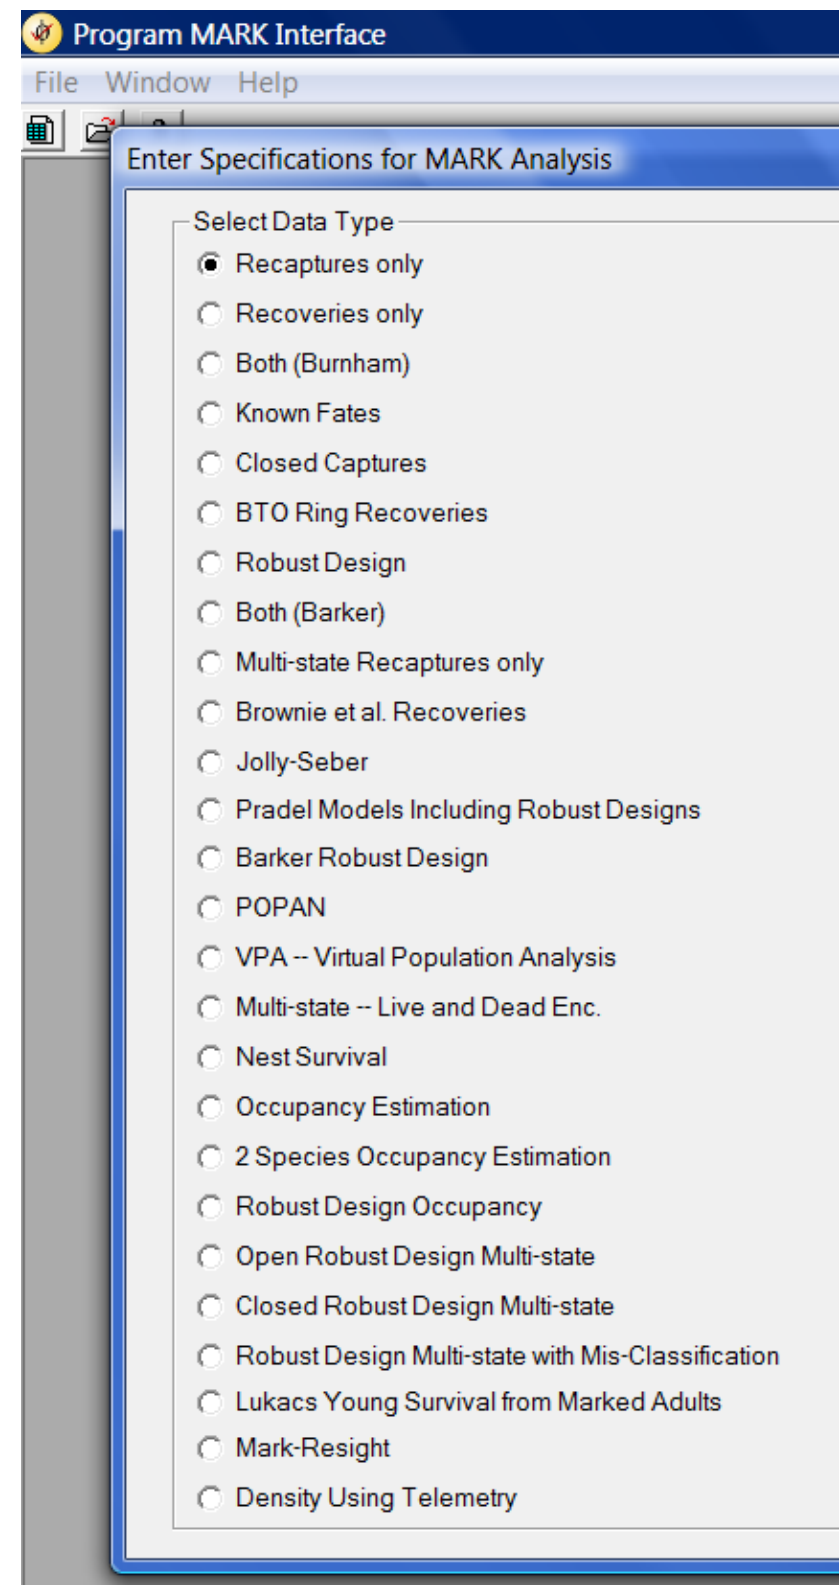 Program MARK Interface
File Window Help
Enter Specifications for MARK Analysis
Select Data Type
Recaptures only
Recoveries only
Both (Burnham)
Known Fates
Closed Captures
BTO Ring Recoveries
Robust Design
Both (Barker)
Multi-state Recaptures only
Brownie et al. Recoveries
Jolly-Seber
Pradel Models Including Robust Designs
Barker Robust Design
POPAN
VPA -- Virtual Population Analysis
Multi-state -- Live and Dead Enc.
Nest Survival
Occupancy Estimation
2 Species Occupancy Estimation
Robust Design Occupancy
Open Robust Design Multi-state
Closed Robust Design Multi-state
Robust Design Multi-state with Mis-Classification
Lukacs Young Survival from Marked Adults
Mark-Resight
Density Using Telemetry